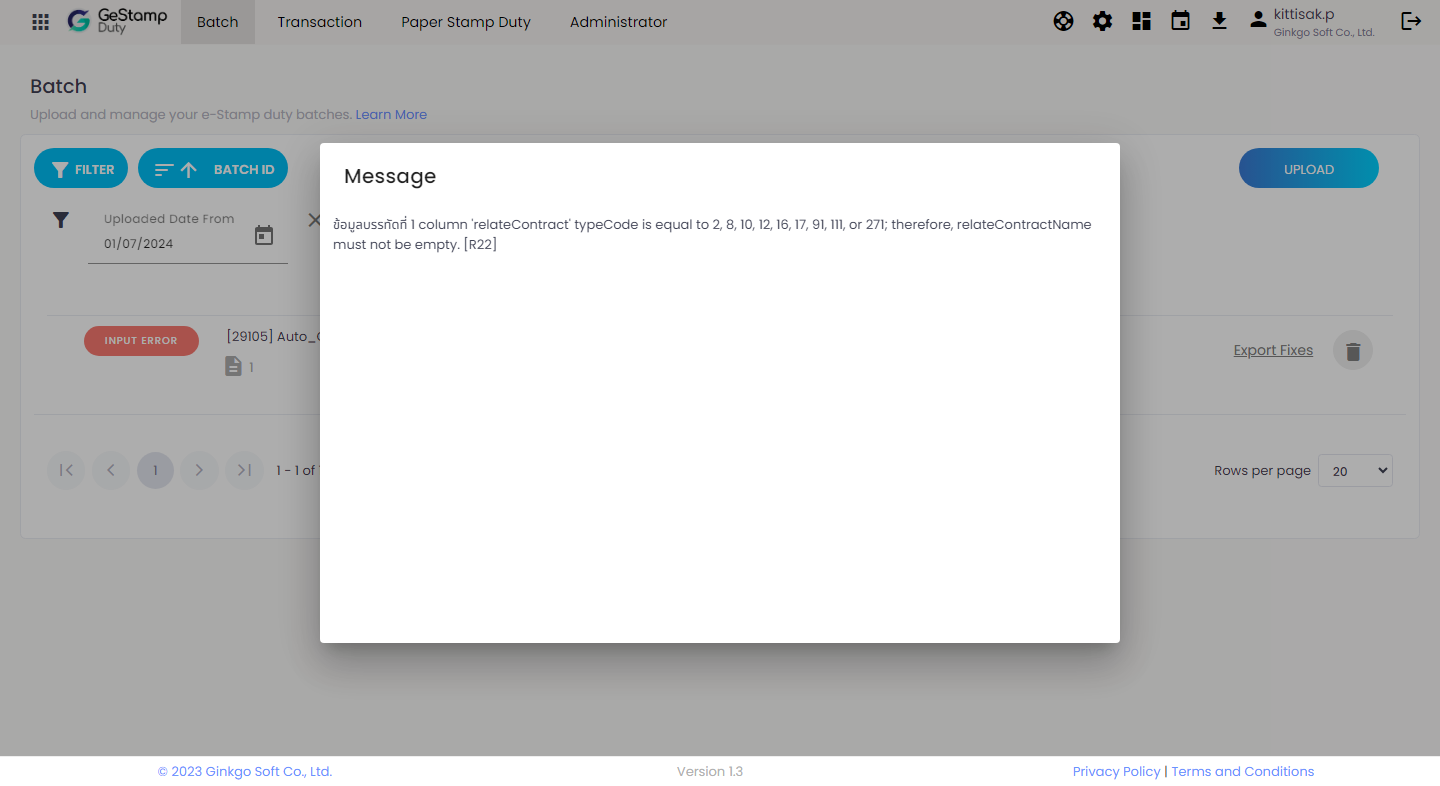 GeStamp
Duty
Batch
Transaction
Paper Stamp Duty
Administrator
kittisak.p
Ginkgo Soft Co., Ltd.
Batch
Upload and manage your e-Stamp duty batches. Learn More
FILTER
BATCH ID
UPLOAD
Uploaded Date From
01/07/2024
Message
ข้อมูลบรรทัดที่ 1 column 'relateContract' typeCode is equal to 2, 8, 10, 12, 16, 17, 91, 111, or 271; therefore, relateContractName
must not be empty. [R22]
INPUT ERROR
[29105] Auto_
1
Export Fixes
1
1 - 1 of
Rows per page
20
© 2023 Ginkgo Soft Co., Ltd.
Version 1.3
Privacy Policy | Terms and Conditions